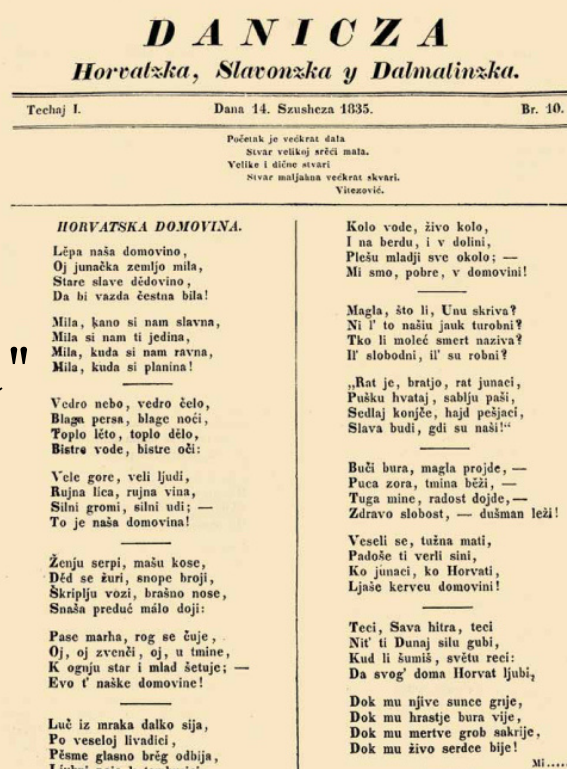 DANICZA
Horvatzka, Slavonzka y Dalmatinzka.
Techaj I. Dana 14. Szushcza 1835. Br. 10.
Početak je većkrat dala
Stvar velikoj srěći mala.
Velike i dične stvari
Stvar maljahna većkrat skvari.
Vitezović.
HORVATSKA DOMOVINA.
Lěpa naša domovino,
Oj junačka zemljo mila,
Stare slave dědovino,
Da bi vazda čestna bila!
Mila, kano si nam slavna,
Mila si nam ti jedina,
"
Mila, kuda si nam ravna,
Mila, kuda si planina!
Vedro nebo, vedro čelo,
Blaga persa, blage noći,
Toplo lěto, toplo dělo,
Bistre vode, bistre oči:
Vele gore, veli ljudi,
Rujna lica, rujna vina,
Silni gromi, silni udi; —
To je naša domovina!
Ženju serpi, mašu kose,
Děd se žuri, snope broji,
Škriplju vozi, brašno nose,
Snaša preduć málo doji:
Pase marha, rog se čuje,
Oj, oj zvenči, oj, u tmine,
K ognju star i mlad šetuje; —
Evo t' naške domovine!
Luč iz mraka dalko sija,
Po veseloj livadici,
Pěsme glasno brěg odbija,
Kolo vode, živo kolo,
I na berdu, i v dolini,
Plešu mladji sve okolo; —
Mi smo, pobre, v domovini!
Magla, što li, Unu skriva?
Ni l' to našiu jauk turobni?
Tko li moleć smert naziva?
Il' slobodni, il' su robni?
„Rat je, bratjo, rat junaci,
Pušku hvataj, sablju paši,
Sedlaj konjče, hajd pešjaci,
Slava budi, gdi su naši!“
Buči bura, magla projde, —
Puca zora, tmina běži, —
Tuga mine, radost dojde, —
Zdravo slobost, — dušman leži!
Veseli se, tužna mati,
Padoše ti verli sini,
Ko junaci, ko Horvati,
Ljaše kervcu domovini!
Teci, Sava hitra, teci
Nit' ti Dunaj silu gubi,
Kud li šumiš, světu reci:
Da svog' doma Horvat ljubi,
Dok mu njive sunce grije,
Dok mu hrastje bura vije,
Dok mu mertve grob sakrije,
Dok mu živo serdce bije!
Mi.....